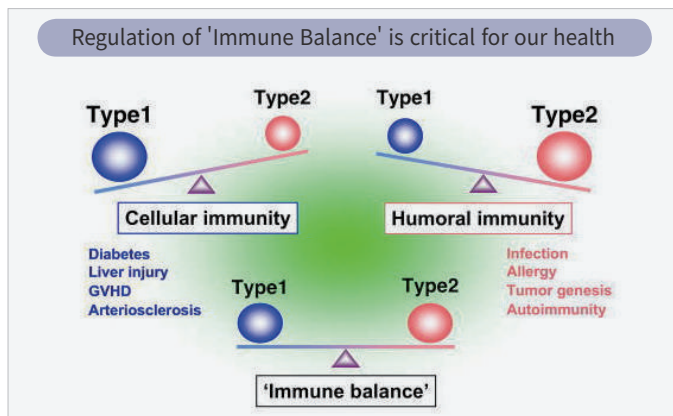 Regulation of 'Immune Balance' is critical for our health
Type1
Type2
Cellular immunity
Diabetes
Liver injury
GVHD
Arteriosclerosis
Type1
Type2
Humoral immunity
Infection
Allergy
Tumor genesis
Autoimmunity
Type1
Type2
‘Immune balance’